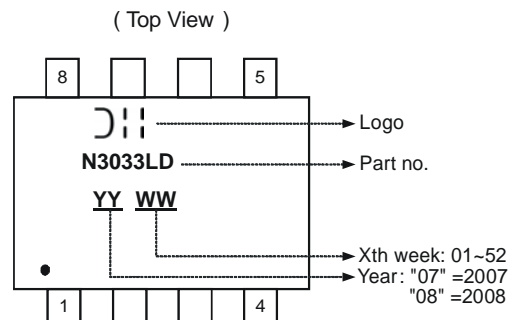 ( Top View )
8 5
Logo
N3033LD Part no.
YY WW
Xth week: 01~52
Year: "07" =2007
"08" =2008
1 4